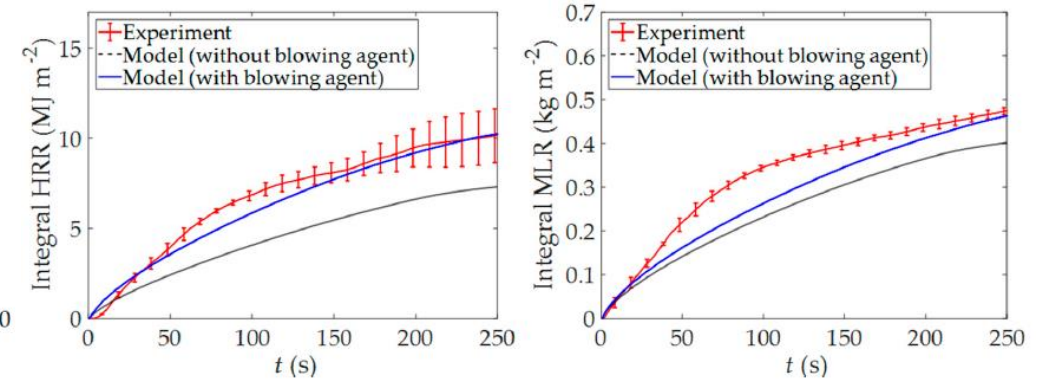 15
10
5
0
Integral HRR (MJ m-2)
Experiment
Model (without blowing agent)
Model (with blowing agent)
0 50 100 150 200 250
t (s)
0.7
0.6
0.5
0.4
0.3
0.2
0.1
0
Integral MLR (kg m-2)
Experiment
Model (without blowing agent)
Model (with blowing agent)
0 50 100 150 200 250
t (s)
0